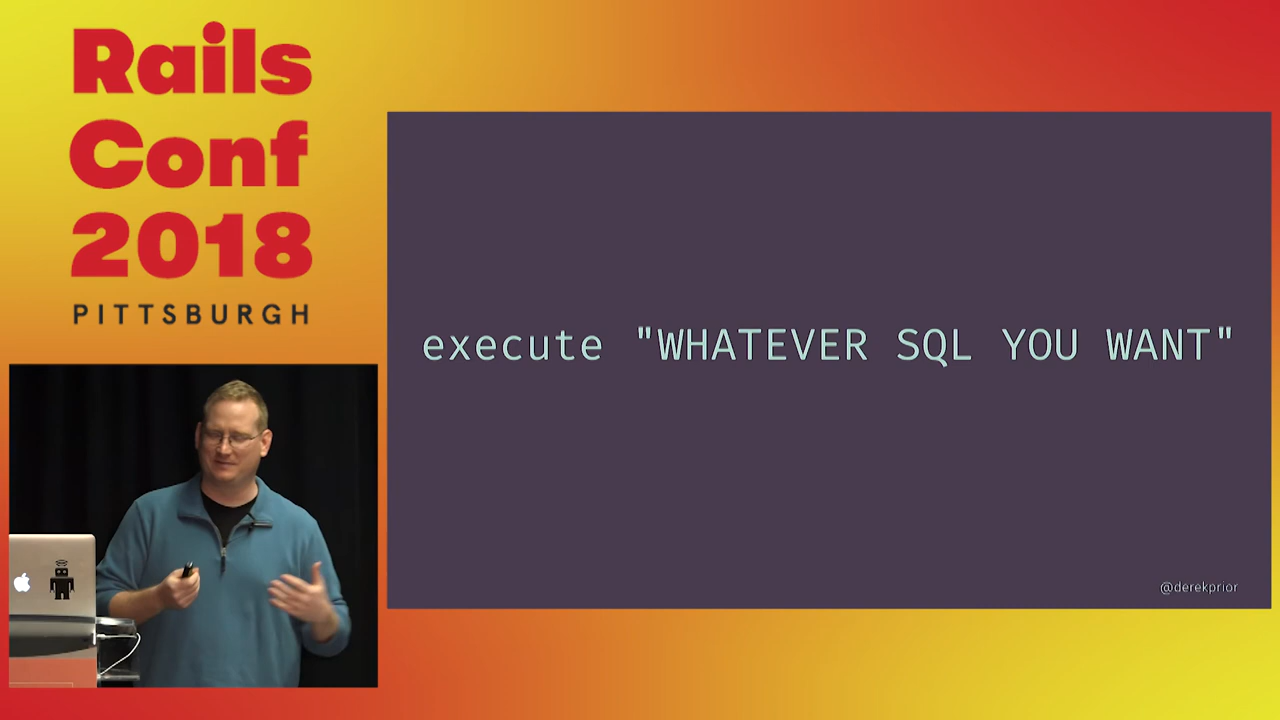 Rails
Conf
2018
PITTSBURGH
execute "WHATEVER SQL YOU WANT"
@derekprior